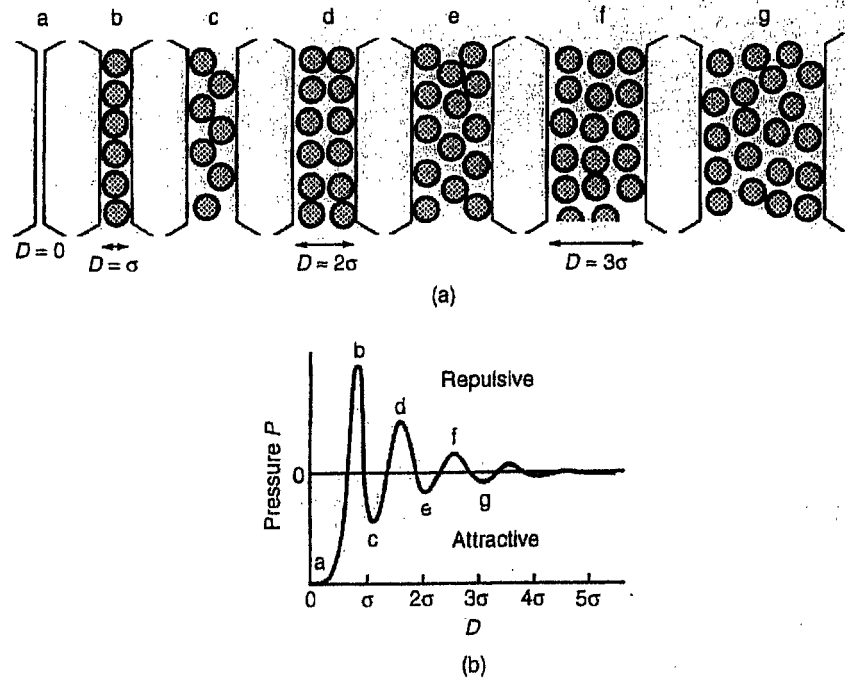 a b c d e f g
D = 0 D = σ D ≈ 2σ D ≈ 3σ
(a)
b
Repulsive
d
f
Pressure P
0
e
g
c
Attractive
a
0 σ 2σ 3σ 4σ 5σ
D
(b)